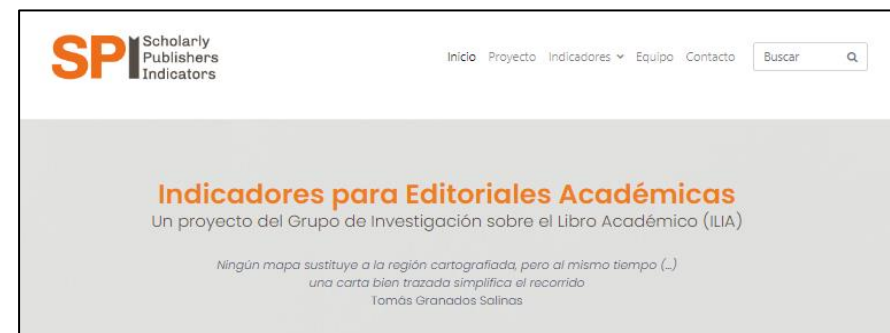 SPI Scholarly
Publishers
Indicators
Inicio Proyecto Indicadores Equipo Contacto Buscar
Indicadores para Editoriales Académicas
Un proyecto del Grupo de Investigación sobre el Libro Académico (ILIA)
Ningún mapa sustituye a la región cartografiada, pero al mismo tiempo (...)
una carta bien trazada simplifica el recorrido
Tomás Granados Salinas